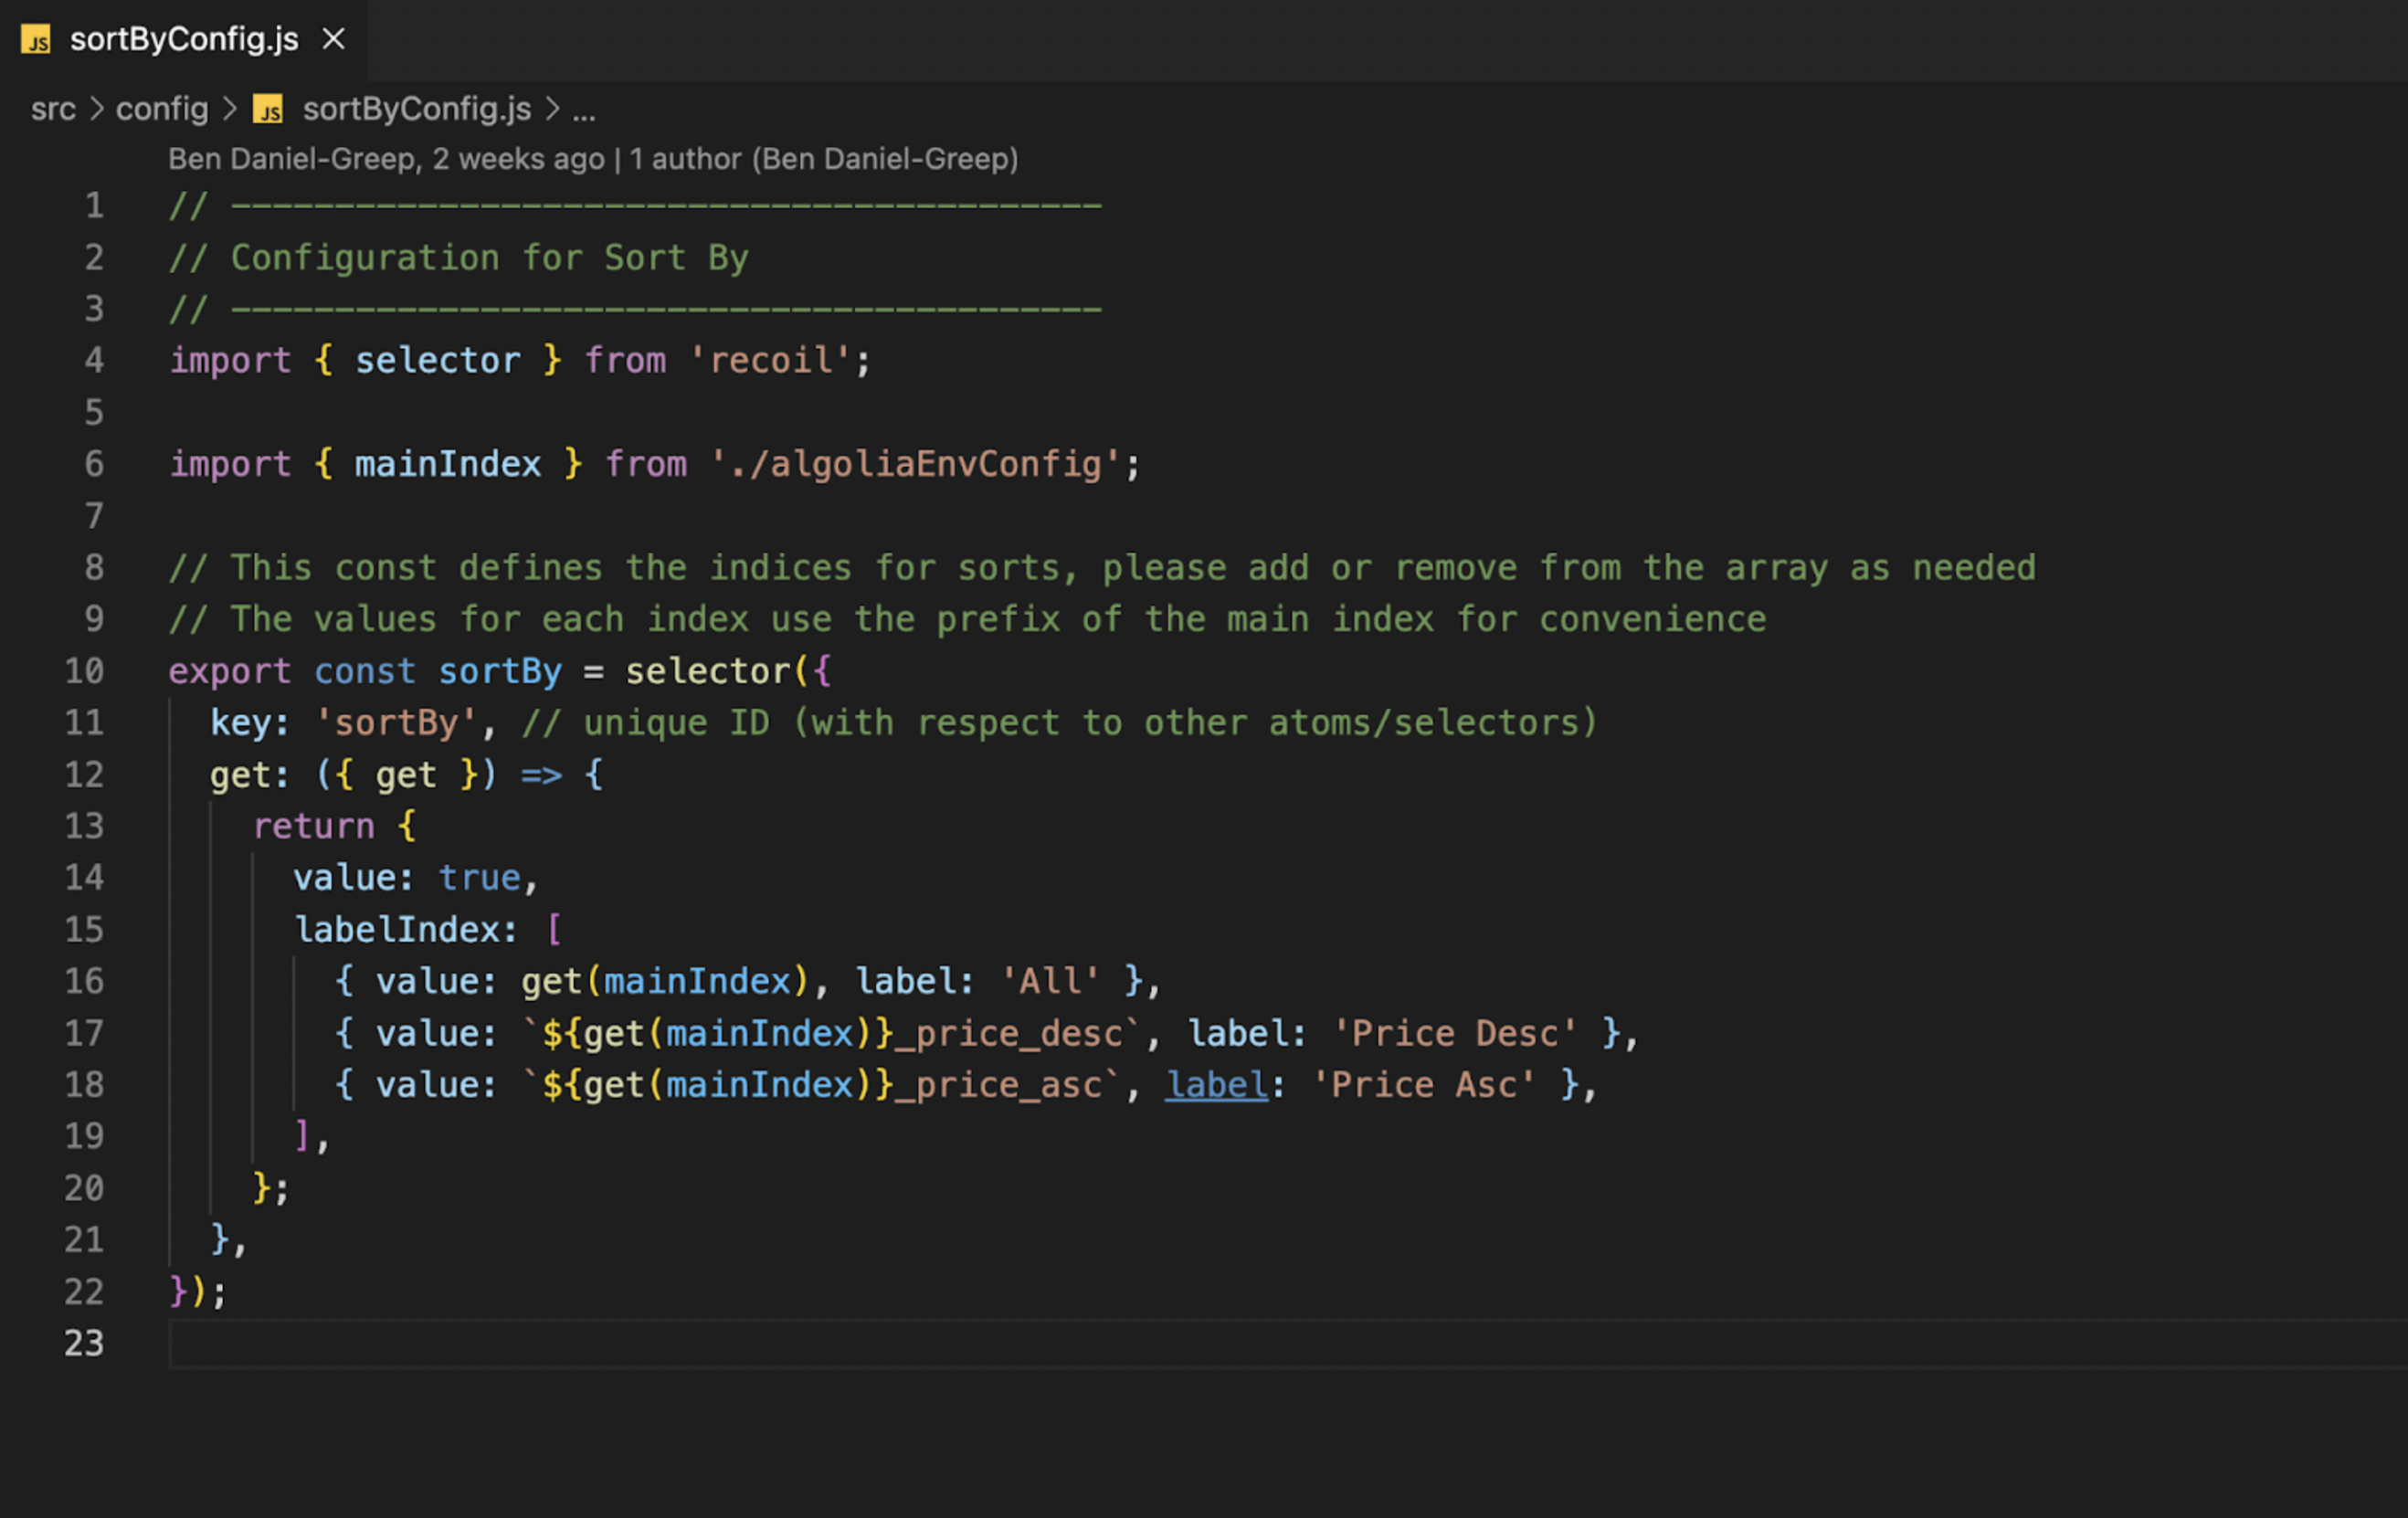 JS sortByConfig.js ×
src > config > JS sortByConfig.js > ...
Ben Daniel-Greep, 2 weeks ago | 1 author (Ben Daniel-Greep)
1 // ------------------------------------------
2 // Configuration for Sort By
3 // ------------------------------------------
4 import { selector } from 'recoil';
5
6 import { mainIndex } from './algoliaEnvConfig';
7
8 // This const defines the indices for sorts, please add or remove from the array as needed
9 // The values for each index use the prefix of the main index for convenience
10 export const sortBy = selector({
11   key: 'sortBy', // unique ID (with respect to other atoms/selectors)
12   get: ({ get }) => {
13     return {
14       value: true,
15       labelIndex: [
16         { value: get(mainIndex), label: 'All' },
17         { value: `${get(mainIndex)}_price_desc`, label: 'Price Desc' },
18         { value: `${get(mainIndex)}_price_asc`, label: 'Price Asc' },
19       ],
20     };
21   },
22 });
23